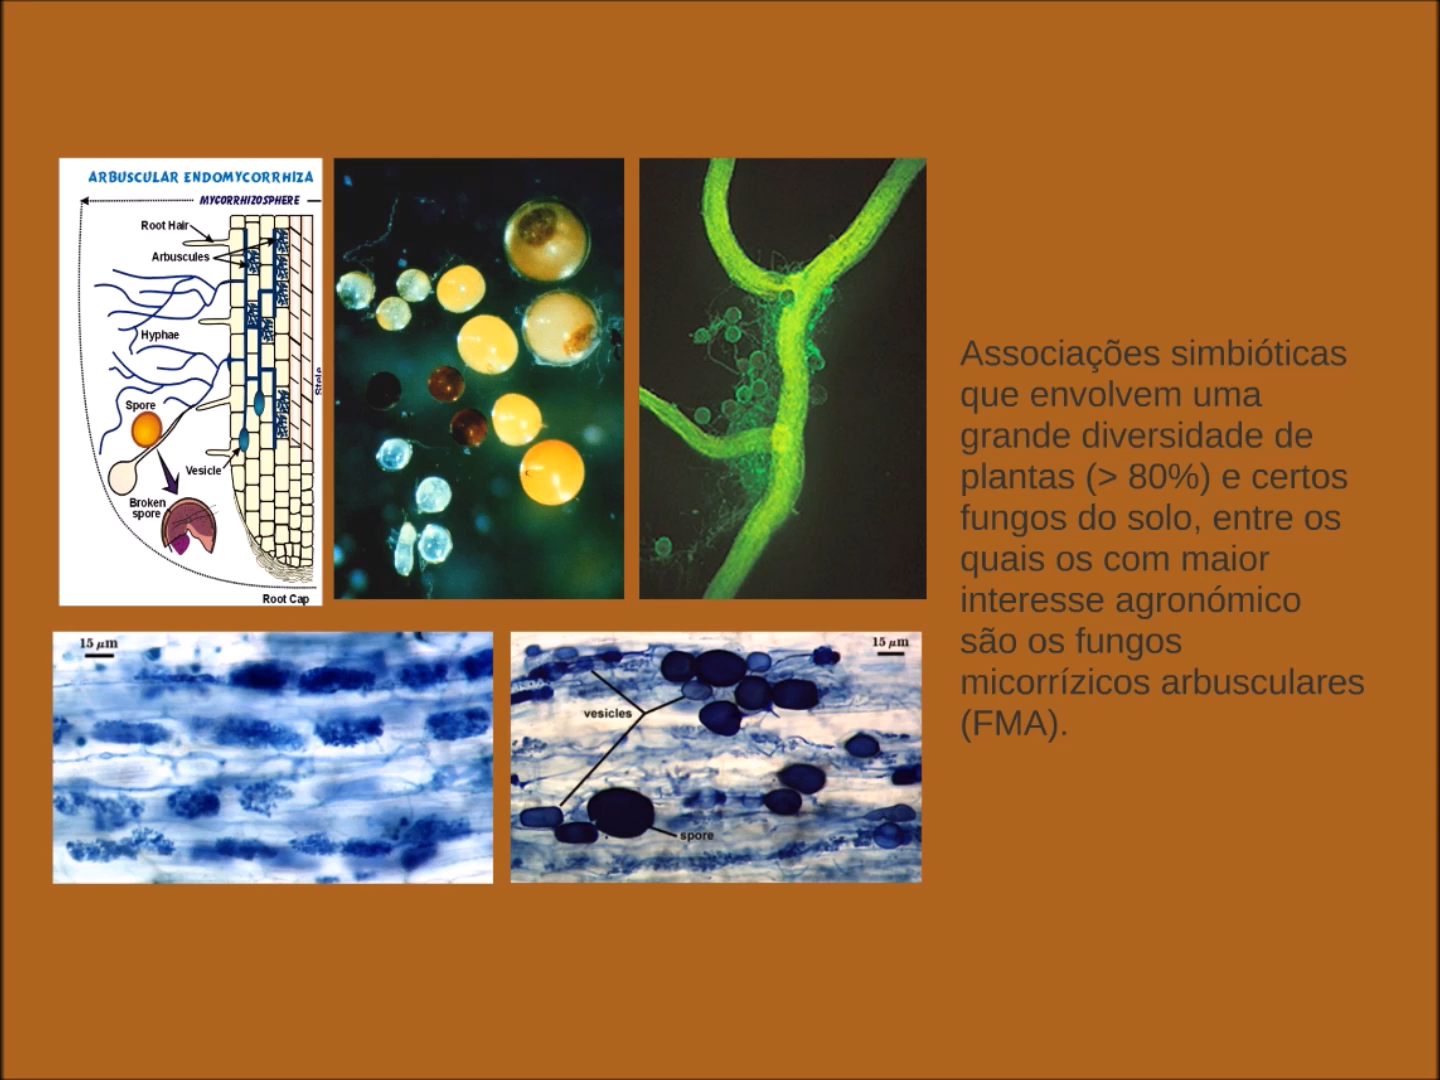 ARBUSCULAR ENDOMYCORRHIZA
MYCORRHIZOSPHERE
Root Hair
Arbuscules
Hyphae
Stele
Spore
Vesicle
Broken
spore
Root Cap
15 µm
15 µm
vesicles
spore
Associações simbióticas
que envolvem uma
grande diversidade de
plantas (> 80%) e certos
fungos do solo, entre os
quais os com maior
interesse agronómico
são os fungos
micorrízicos arbusculares
(FMA).